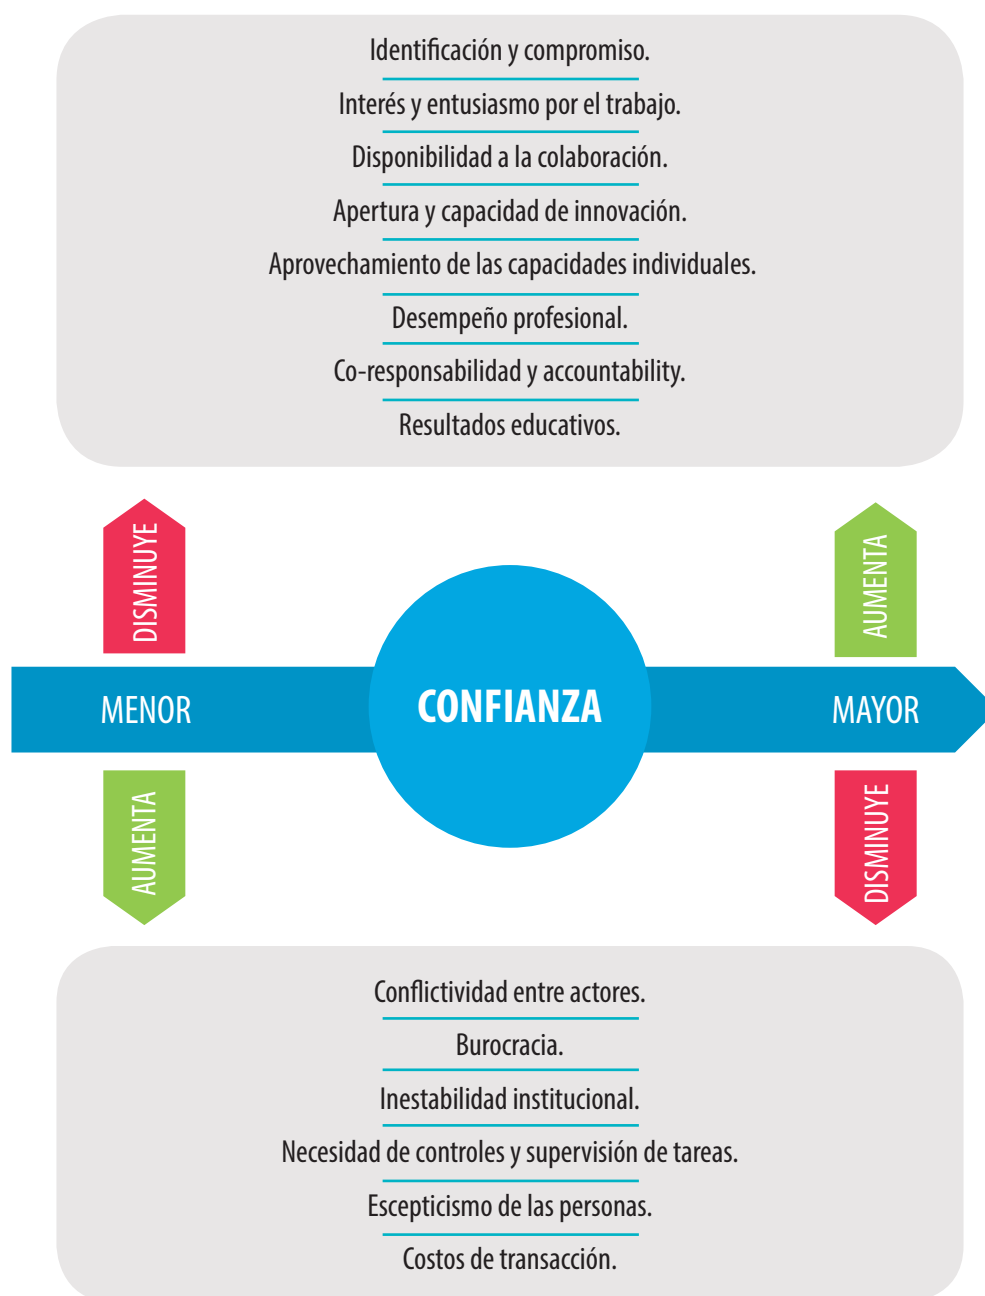 Identificación y compromiso.
Interés y entusiasmo por el trabajo.
Disponibilidad a la colaboración.
Apertura y capacidad de innovación.
Aprovechamiento de las capacidades individuales.
Desempeño profesional.
Co-responsabilidad y accountability.
Resultados educativos.
DISMINUYE
AUMENTA
MENOR
CONFIANZA
MAYOR
AUMENTA
DISMINUYE
Conflictividad entre actores.
Burocracia.
Inestabilidad institucional.
Necesidad de controles y supervisión de tareas.
Escepticismo de las personas.
Costos de transacción.